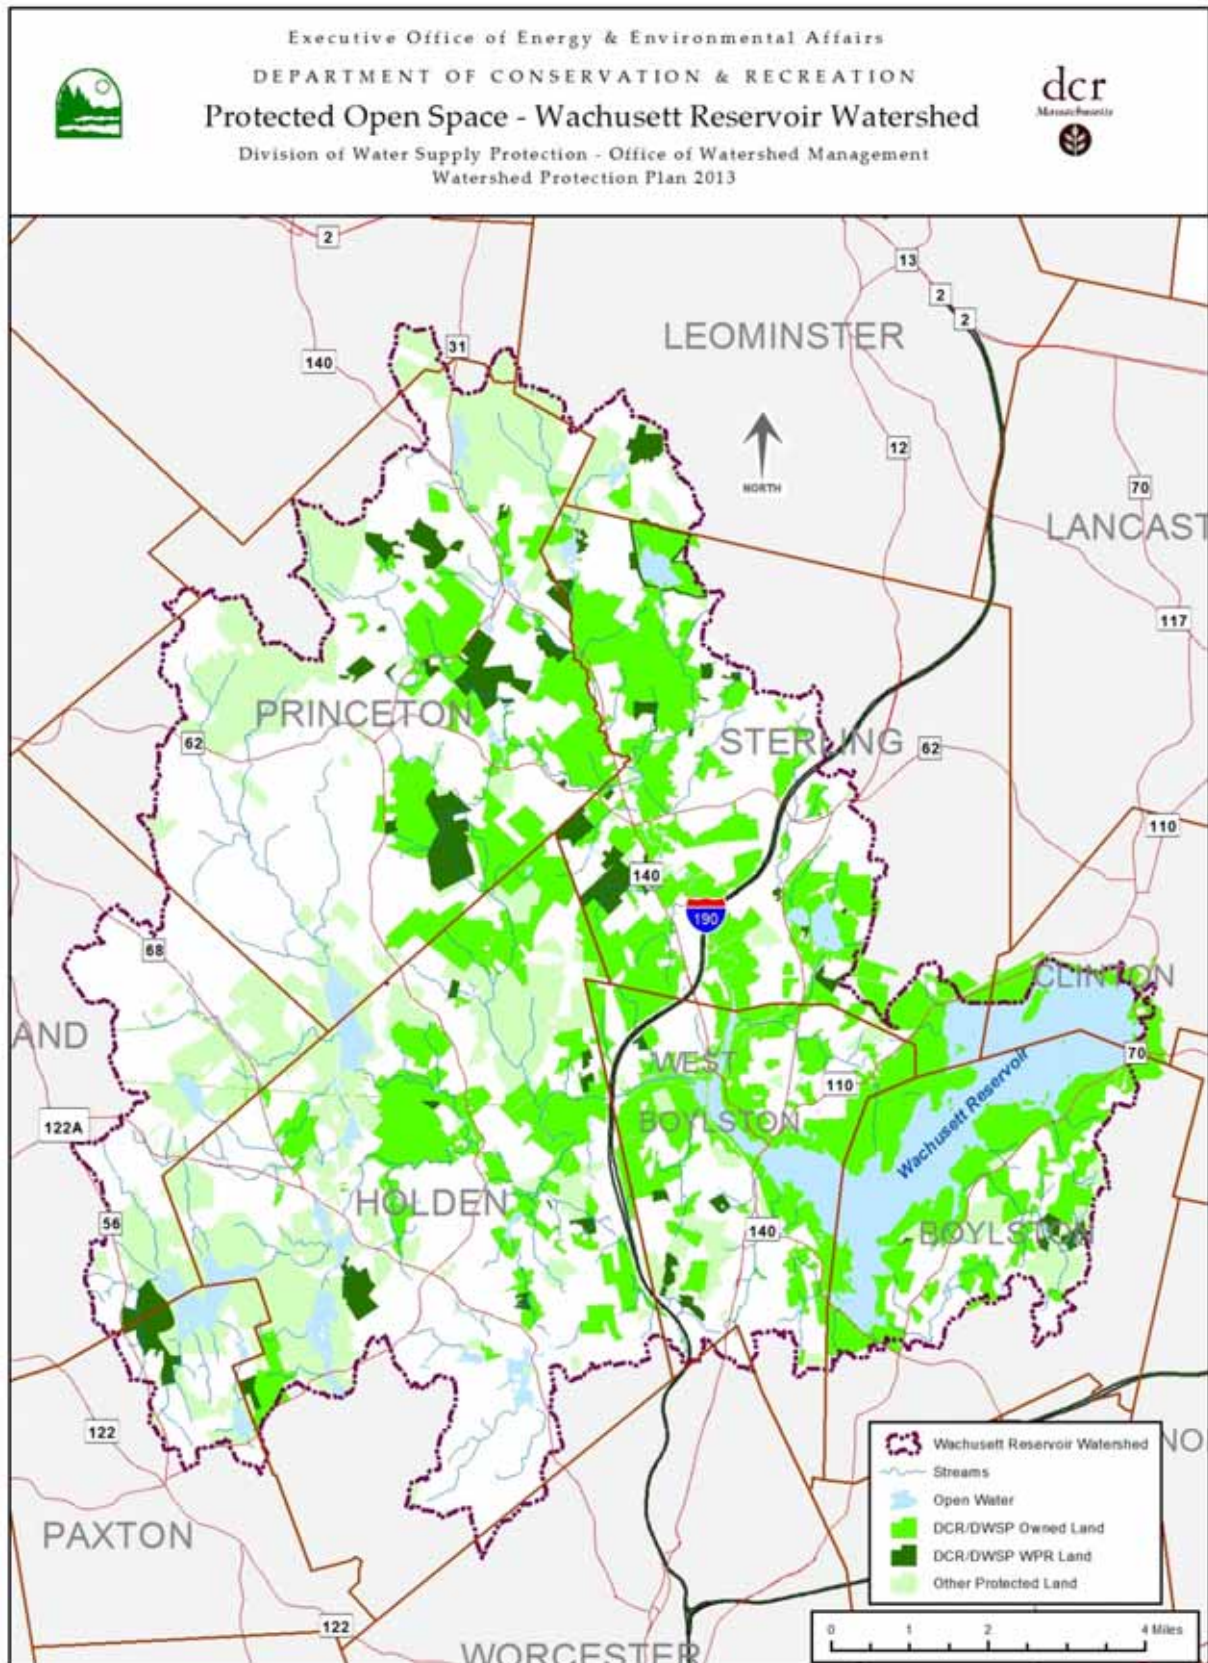 Executive Office of Energy & Environmental Affairs
DEPARTMENT OF CONSERVATION & RECREATION
Protected Open Space - Wachusett Reservoir Watershed
Division of Water Supply Protection - Office of Watershed Management
Watershed Protection Plan 2013
dcr
Massachusetts
2
13
2
2
LEOMINSTER
31
140
12
NORTH
70
LANCAST
117
PRINCETON
62
STERLING
62
110
140
190
68
CLINTON
AND
WEST
70
110
Wachusett Reservoir
122A
BOYLSTON
HOLDEN
56
140
BOYLSTON
122
NO
PAXTON
122
WORCESTER
Wachusett Reservoir Watershed
Streams
Open Water
DCR/DWSP Owned Land
DCR/DWSP WPR Land
Other Protected Land
0 1 2 4 Miles